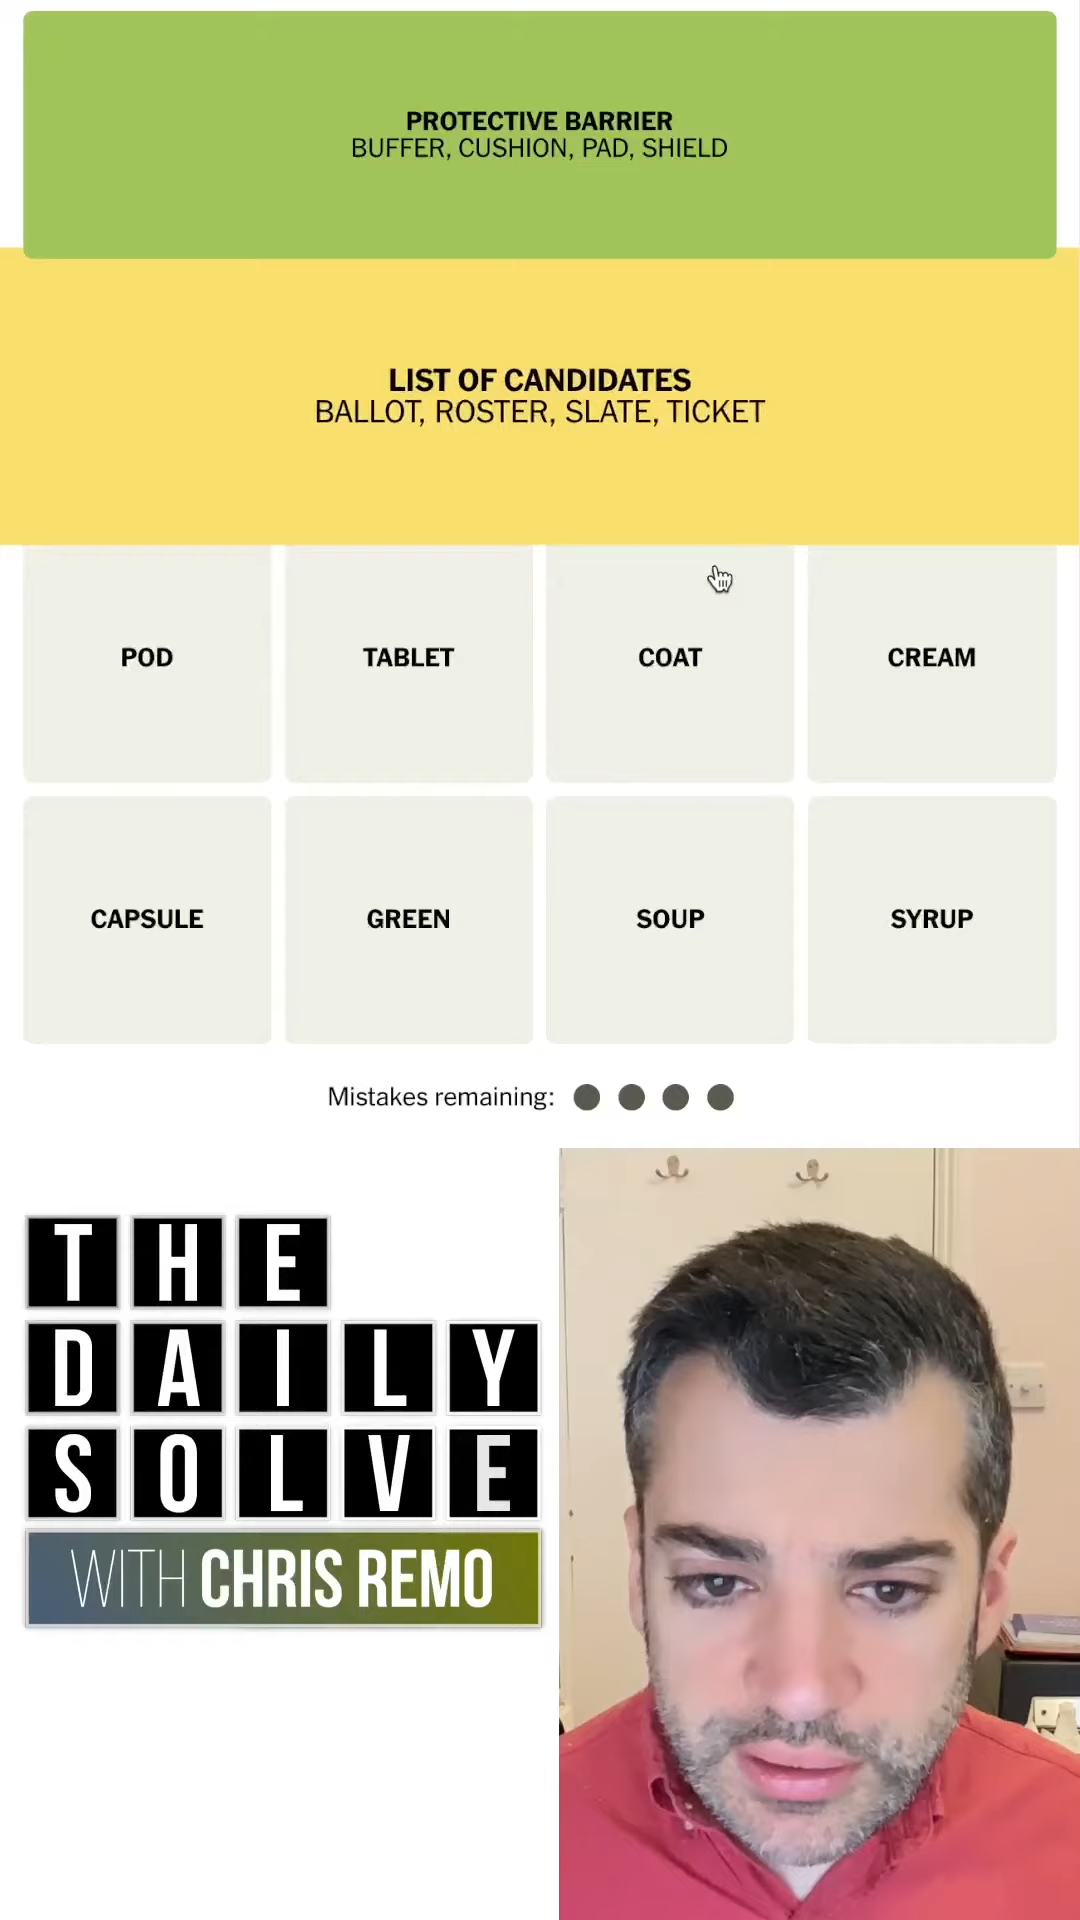 PROTECTIVE BARRIER
BUFFER, CUSHION, PAD, SHIELD
LIST OF CANDIDATES
BALLOT, ROSTER, SLATE, TICKET
POD TABLET COAT CREAM
CAPSULE GREEN SOUP SYRUP
Mistakes remaining:
THE
DAILY
SOLVE
WITH CHRIS REMO